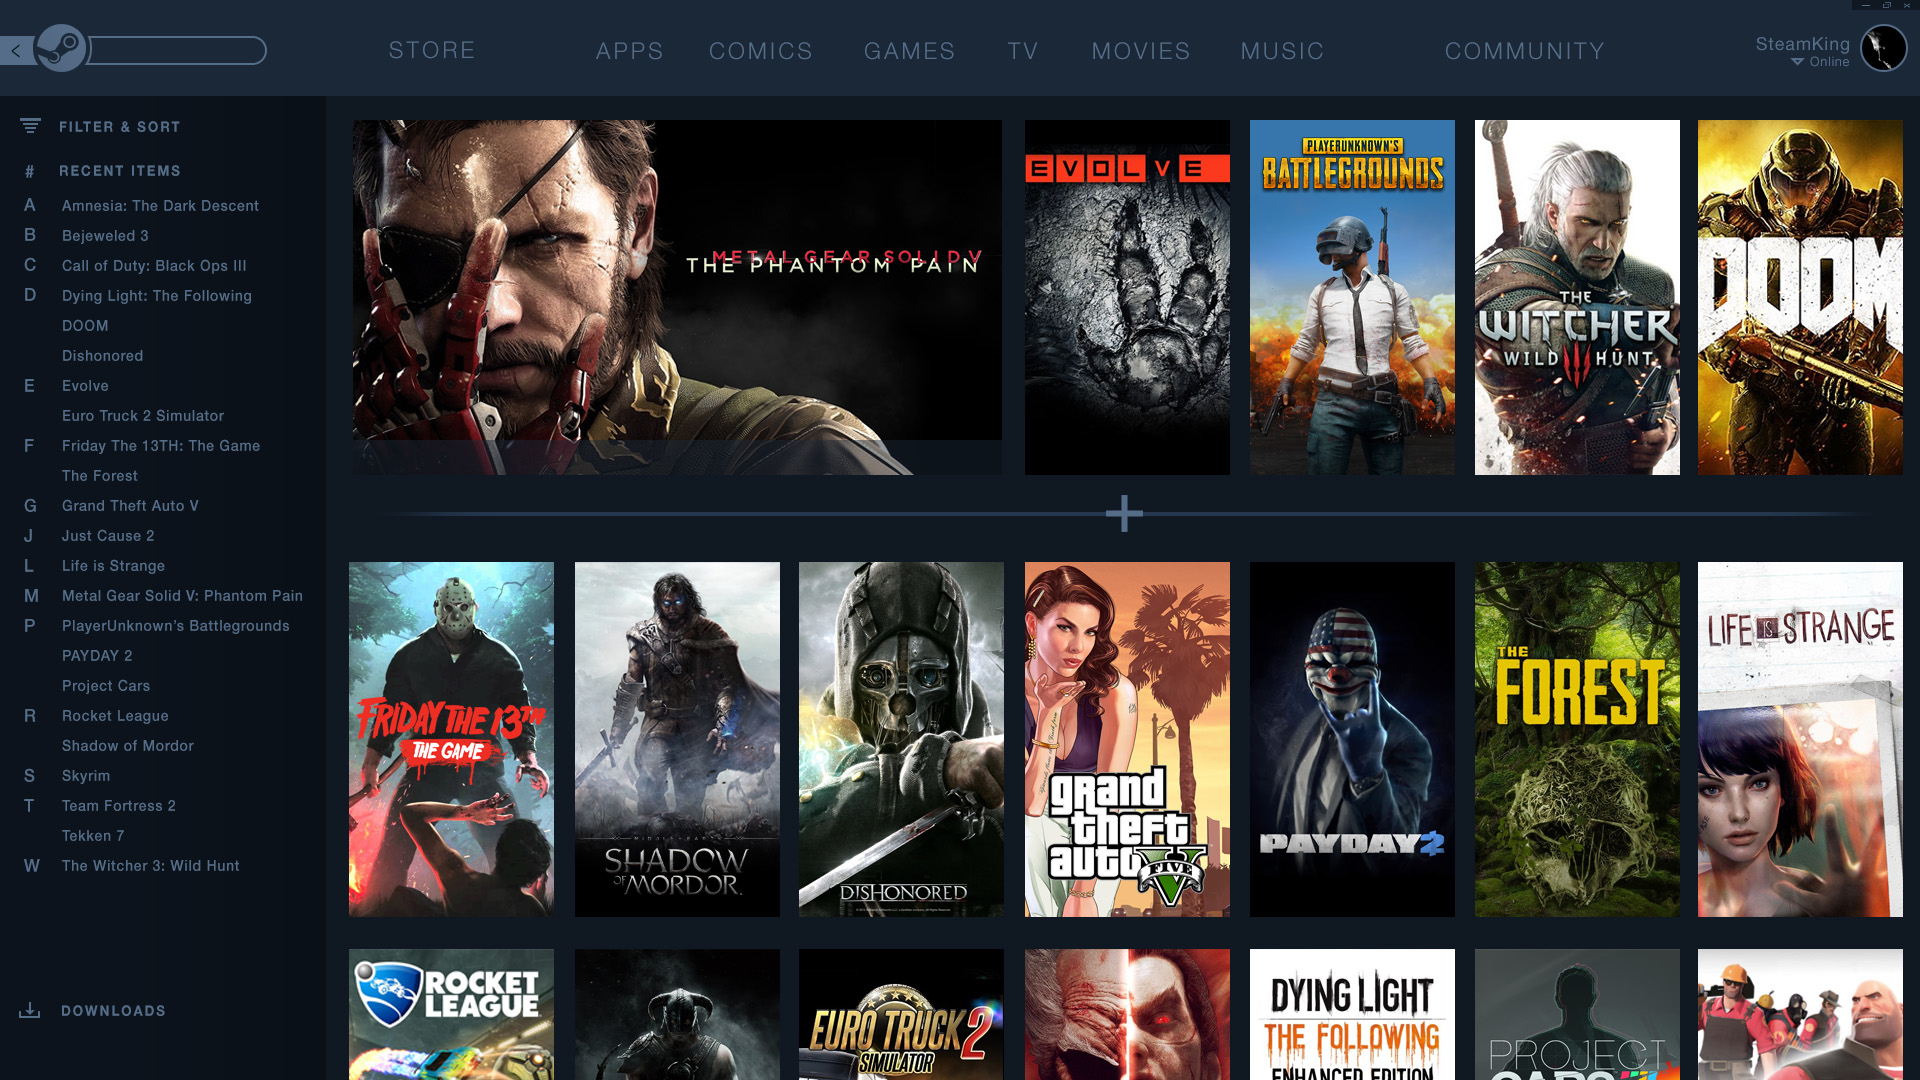 <
STORE
APPS
COMICS
GAMES
TV
MOVIES
MUSIC
COMMUNITY
SteamKing
Online
FILTER & SORT
# RECENT ITEMS
A Amnesia: The Dark Descent
B Bejeweled 3
C Call of Duty: Black Ops III
D Dying Light: The Following
DOOM
Dishonored
E Evolve
Euro Truck 2 Simulator
F Friday The 13TH: The Game
The Forest
G Grand Theft Auto V
J Just Cause 2
L Life is Strange
M Metal Gear Solid V: Phantom Pain
P PlayerUnknown's Battlegrounds
PAYDAY 2
Project Cars
R Rocket League
Shadow of Mordor
S Skyrim
T Team Fortress 2
Tekken 7
W The Witcher 3: Wild Hunt
DOWNLOADS
METAL GEAR SOLID V
THE PHANTOM PAIN
EVOLVE
PLAYERUNKNOWN'S
BATTLEGROUNDS
THE
WITCHER
WILD HUNT
DOOM
FRIDAY THE 13TH
THE GAME
MIDDLE-EARTH
SHADOW
OF MORDOR
DISHONORED
grand
theft
auto
V
FIVE
PAYDAY 2
THE
FOREST
LIFE IS STRANGE
ROCKET
LEAGUE
EURO TRUCK 2
SIMULATOR
DYING LIGHT
THE FOLLOWING
ENHANCED EDITION
PROJECT
CARS